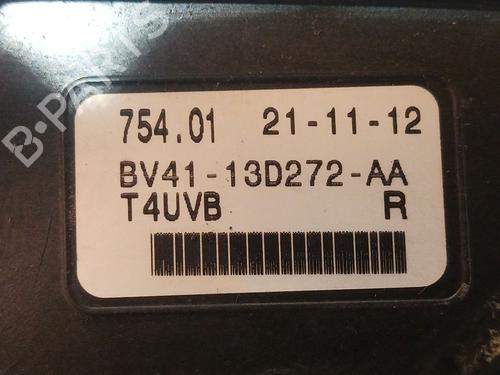 B-PARTS
754.01 21-11-12
BV41-13D272-AA
T4UVB R